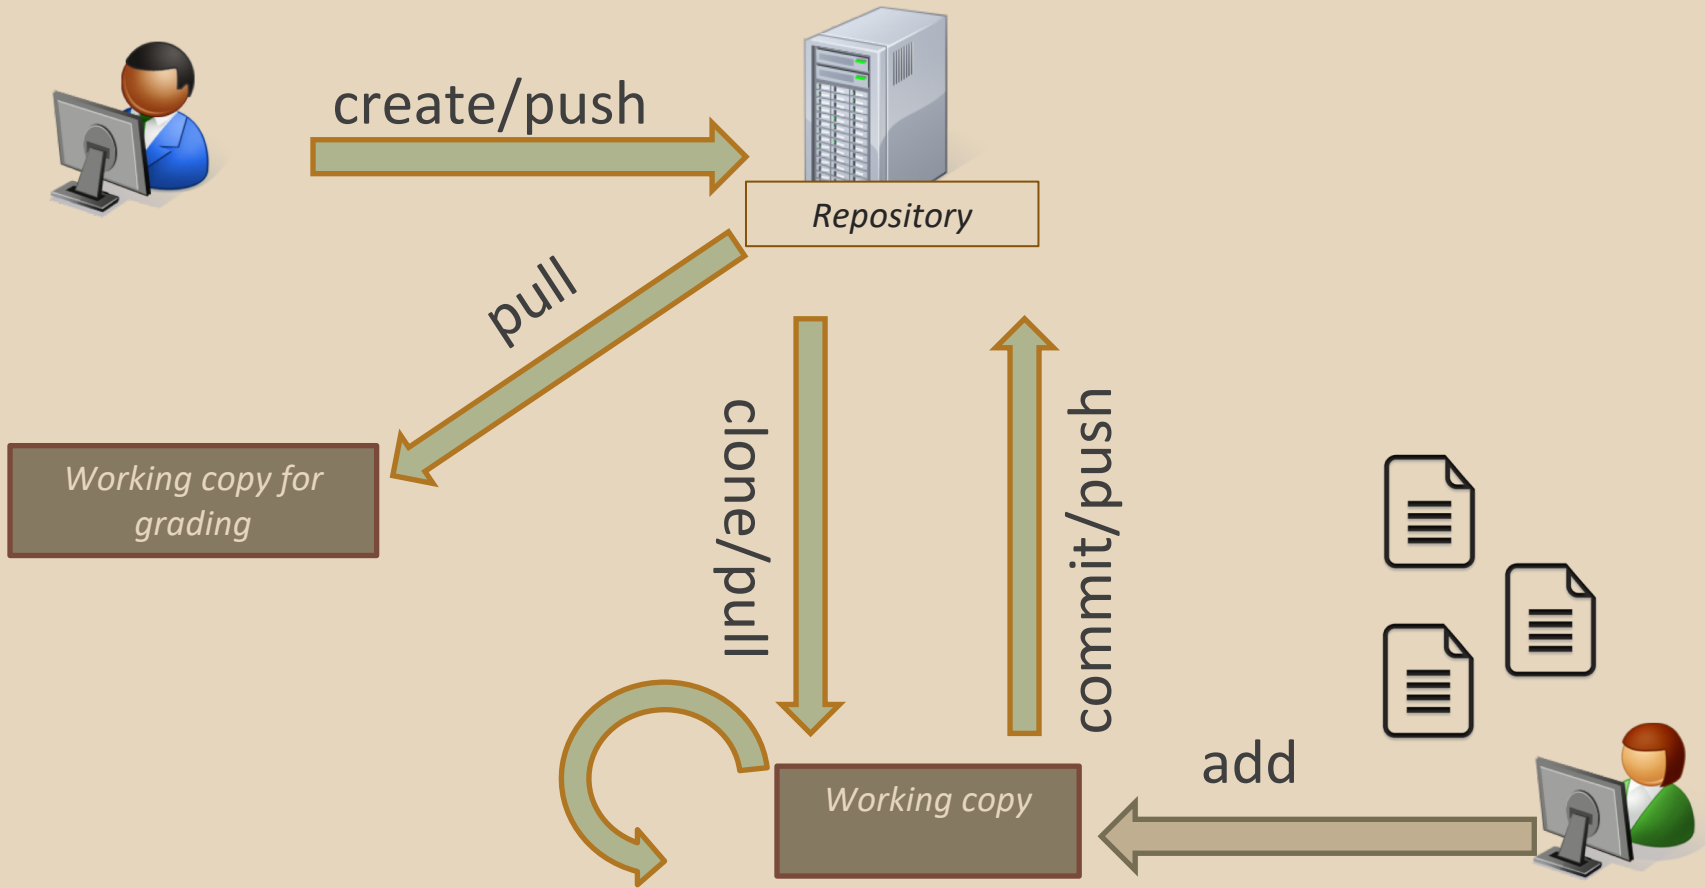 create/push
Repository
pull
Working copy for
grading
clone/pull
commit/push
add
Working copy